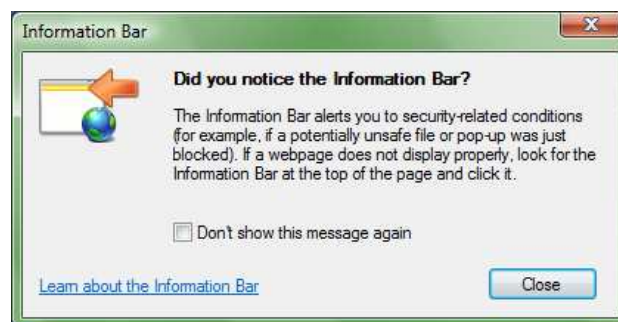 Information Bar
Did you notice the Information Bar?
The Information Bar alerts you to security-related conditions
(for example, if a potentially unsafe file or pop-up was just
blocked). If a webpage does not display properly, look for the
Information Bar at the top of the page and click it.
Don't show this message again
Learn about the Information Bar
Close